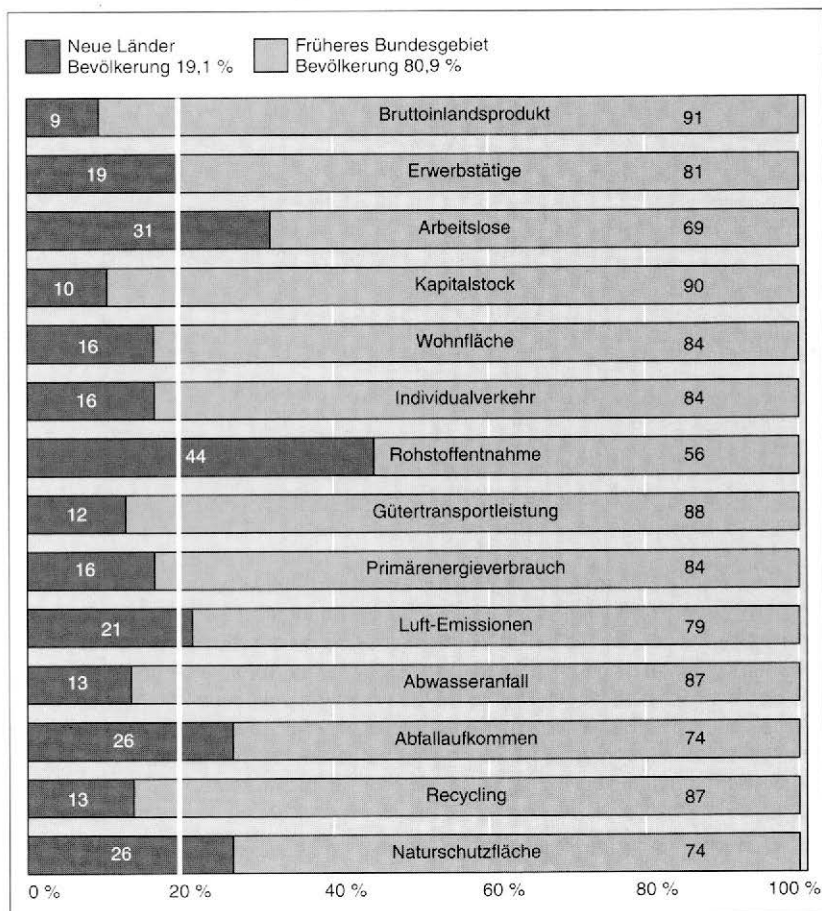 Neue Länder
Bevölkerung 19,1 %
Früheres Bundesgebiet
Bevölkerung 80,9 %
9 Bruttoinlandsprodukt 91
19 Erwerbstätige 81
31 Arbeitslose 69
10 Kapitalstock 90
16 Wohnfläche 84
16 Individualverkehr 84
44 Rohstoffentnahme 56
12 Gütertransportleistung 88
16 Primärenergieverbrauch 84
21 Luft-Emissionen 79
13 Abwasseranfall 87
26 Abfallaufkommen 74
13 Recycling 87
26 Naturschutzfläche 74
0 % 20 % 40 % 60 % 80 % 100 %